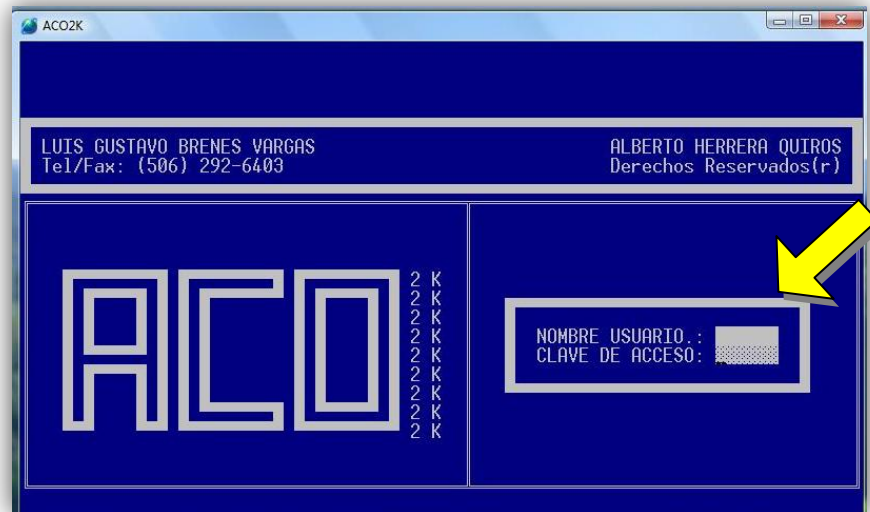 ACO2K
LUIS GUSTAVO BRENES VARGAS
Tel/Fax: (506) 292-6403
ALBERTO HERRERA QUIROS
Derechos Reservados(r)
ACO
2 K
2 K
2 K
2 K
2 K
2 K
2 K
2 K
2 K
NOMBRE USUARIO.:
CLAVE DE ACCESO: